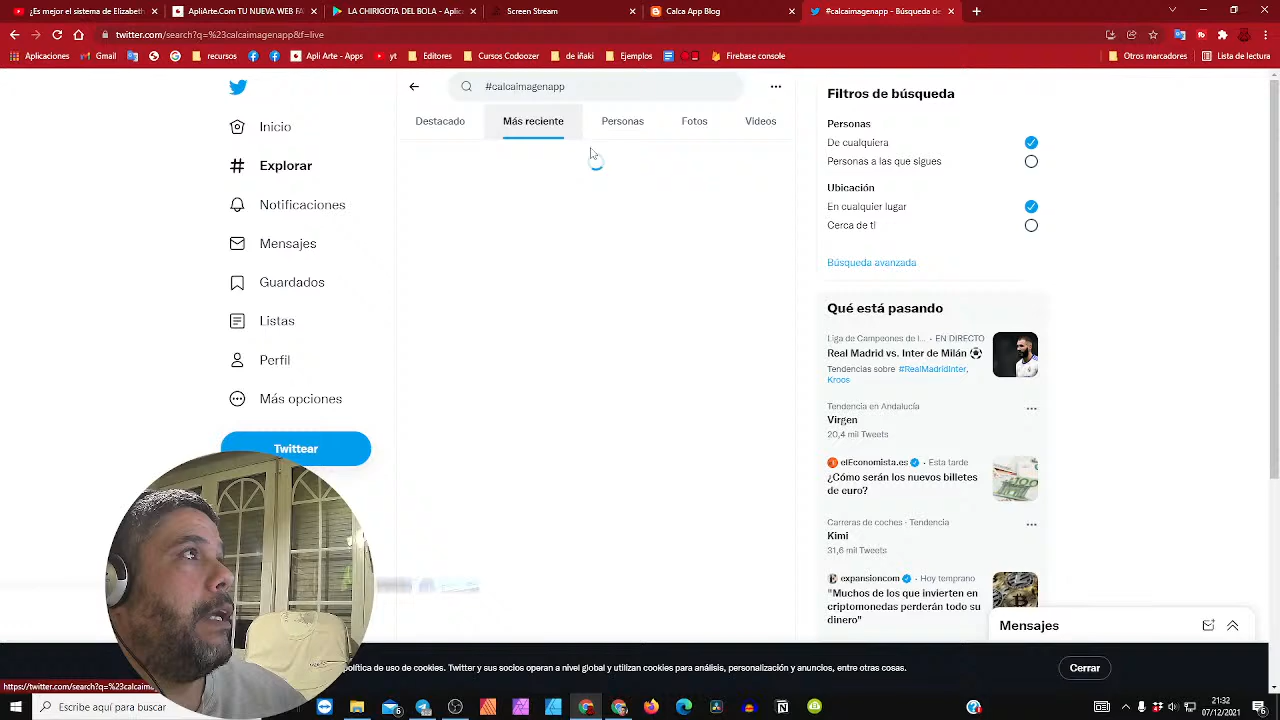 ¿Es mejor el sistema de Elizabeth
ApliArte.Com TU NUEVA WEB FA
LA CHIRIGOTA DEL BOLA - Aplic
Screen Stream
Calca App Blog
#calcaimagenapp - Búsqueda de
twitter.com/search?q=%23calcaimagenapp&f=live
Aplicaciones
Gmail
recursos
Apli Arte - Apps
yt
Editores
Cursos Codoozer
de iñaki
Ejemplos
Firebase console
Otros marcadores
Lista de lectura
#calcaimagenapp
Destacado
Más reciente
Personas
Fotos
Videos
Inicio
Explorar
Notificaciones
Mensajes
Guardados
Listas
Perfil
Más opciones
Twittear
Filtros de búsqueda
Personas
De cualquiera
Personas a las que sigues
Ubicación
En cualquier lugar
Cerca de ti
Búsqueda avanzada
Qué está pasando
Liga de Campeones de l... · EN DIRECTO
Real Madrid vs. Inter de Milán
Tendencias sobre #RealMadridInter,
Kroos
Tendencia en Andalucía
Virgen
20,4 mil Tweets
elEconomista.es · Esta tarde
¿Cómo serán los nuevos billetes
de euro?
Carreras de coches · Tendencia
Kimi
31,6 mil Tweets
expansioncom · Hoy temprano
"Muchos de los que invierten en
criptomonedas perderán todo su
dinero"
Mensajes
política de uso de cookies. Twitter y sus socios operan a nivel global y utilizan cookies para análisis, personalización y anuncios, entre otras cosas.
Cerrar
https://twitter.com/search?q=%23calcaim
Escribe aquí para buscar
21:32
07/12/2021